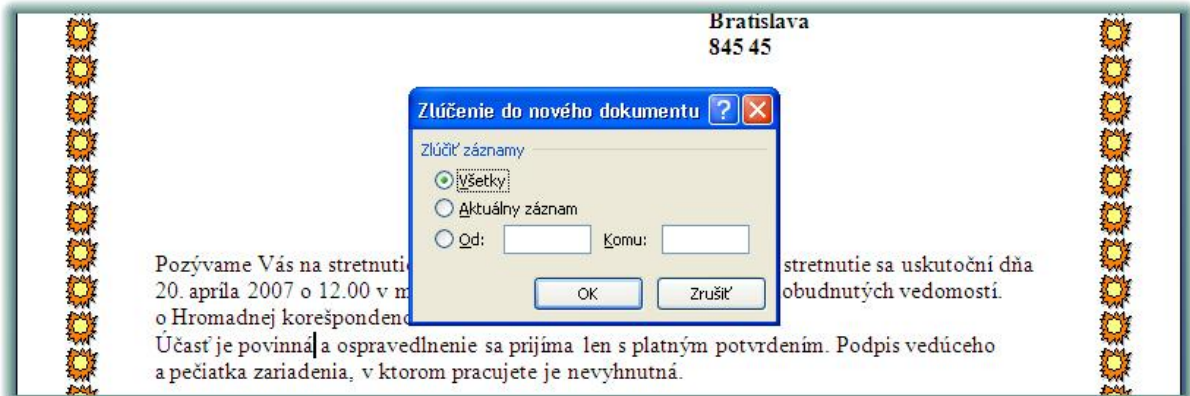 Bratislava
845 45
Zlúčenie do nového dokumentu
Zlúčiť záznamy
Všetky
Aktuálny záznam
Od: Komu:
OK Zrušiť
Pozývame Vás na stretnutie stretnutie sa uskutoční dňa
20. apríla 2007 o 12.00 v obudnutých vedomostí.
o Hromadnej
Účasť je povinná a ospravedlnenie sa prijíma len s platným potvrdením. Podpis vedúceho
a pečiatka zariadenia, v ktorom pracujete je nevyhnutná.